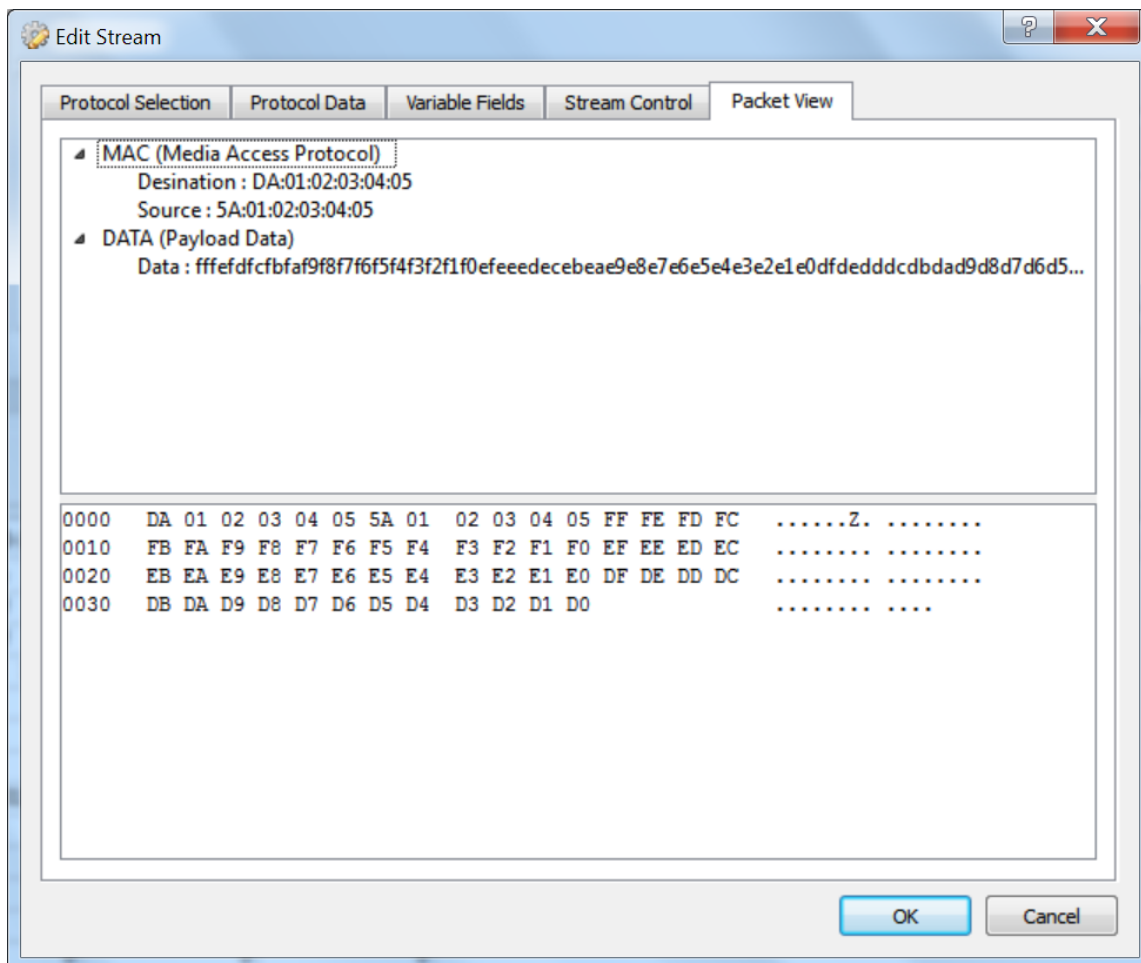 Edit Stream
Protocol Selection Protocol Data Variable Fields Stream Control Packet View
MAC (Media Access Protocol)
Desination : DA:01:02:03:04:05
Source : 5A:01:02:03:04:05
DATA (Payload Data)
Data : fffefdfcfbfaf9f8f7f6f5f4f3f2f1f0efeeedecebeae9e8e7e6e5e4e3e2e1e0dfdedddcdbdad9d8d7d6d5...
0000 DA 01 02 03 04 05 5A 01 02 03 04 05 FF FE FD FC ......Z. ........
0010 FB FA F9 F8 F7 F6 F5 F4 F3 F2 F1 F0 EF EE ED EC ........ ........
0020 EB EA E9 E8 E7 E6 E5 E4 E3 E2 E1 E0 DF DE DD DC ........ ........
0030 DB DA D9 D8 D7 D6 D5 D4 D3 D2 D1 D0 ........ ....
OK Cancel